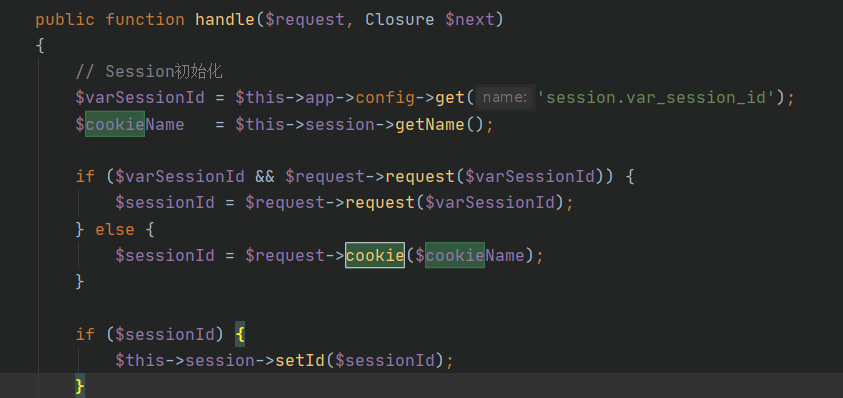 public function handle($request, Closure $next)
{
// Session初始化
$varSessionId = $this->app->config->get( name: 'session.var_session_id');
$cookieName   = $this->session->getName();
if ($varSessionId && $request->request($varSessionId)) {
$sessionId = $request->request($varSessionId);
} else {
$sessionId = $request->cookie($cookieName);
}
if ($sessionId) {
$this->session->setId($sessionId);
}